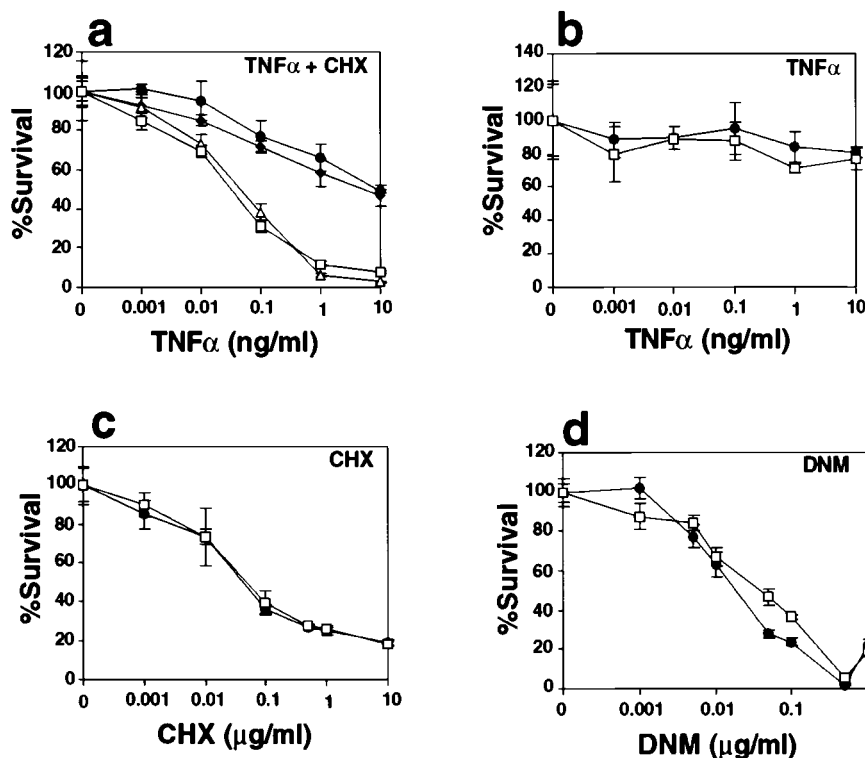 a
TNFα + CHX
120
100
80
60
40
20
0
%Survival
0 0.001 0.01 0.1 1 10
TNFα (ng/ml)
b
TNFα
140
120
100
80
60
40
20
0
%Survival
0 0.001 0.01 0.1 1 10
TNFα (ng/ml)
c
CHX
120
100
80
60
40
20
0
%Survival
0 0.001 0.01 0.1 1 10
CHX (µg/ml)
d
DNM
120
100
80
60
40
20
0
%Survival
0 0.001 0.01 0.1
DNM (µg/ml)